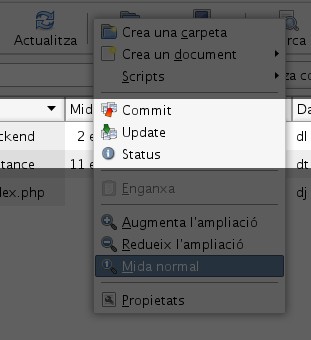 Actualitza
rca
Crea una carpeta
Crea un document
Scripts
a co
Mid
Da
Commit
ckend
2 e
Update
dl
Status
tance
11 e
dt
Enganxa
ex.php
dj
Augmenta l'ampliació
Redueix l'ampliació
Mida normal
Propietats